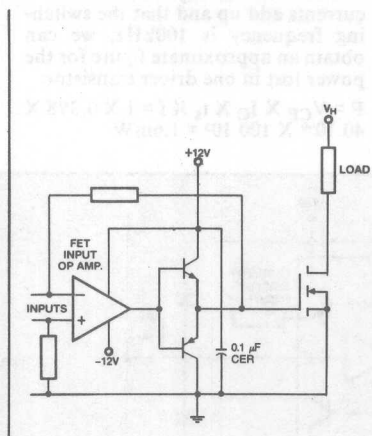 currents add up and that the switch-
ing frequency is 100kHz, we can
obtain an approximate figure for the
power lost in one driver transistor:
VH
LOAD
+12V
FET
INPUT
OP AMP.
−
INPUTS
+
−12V
0.1 µF
CER